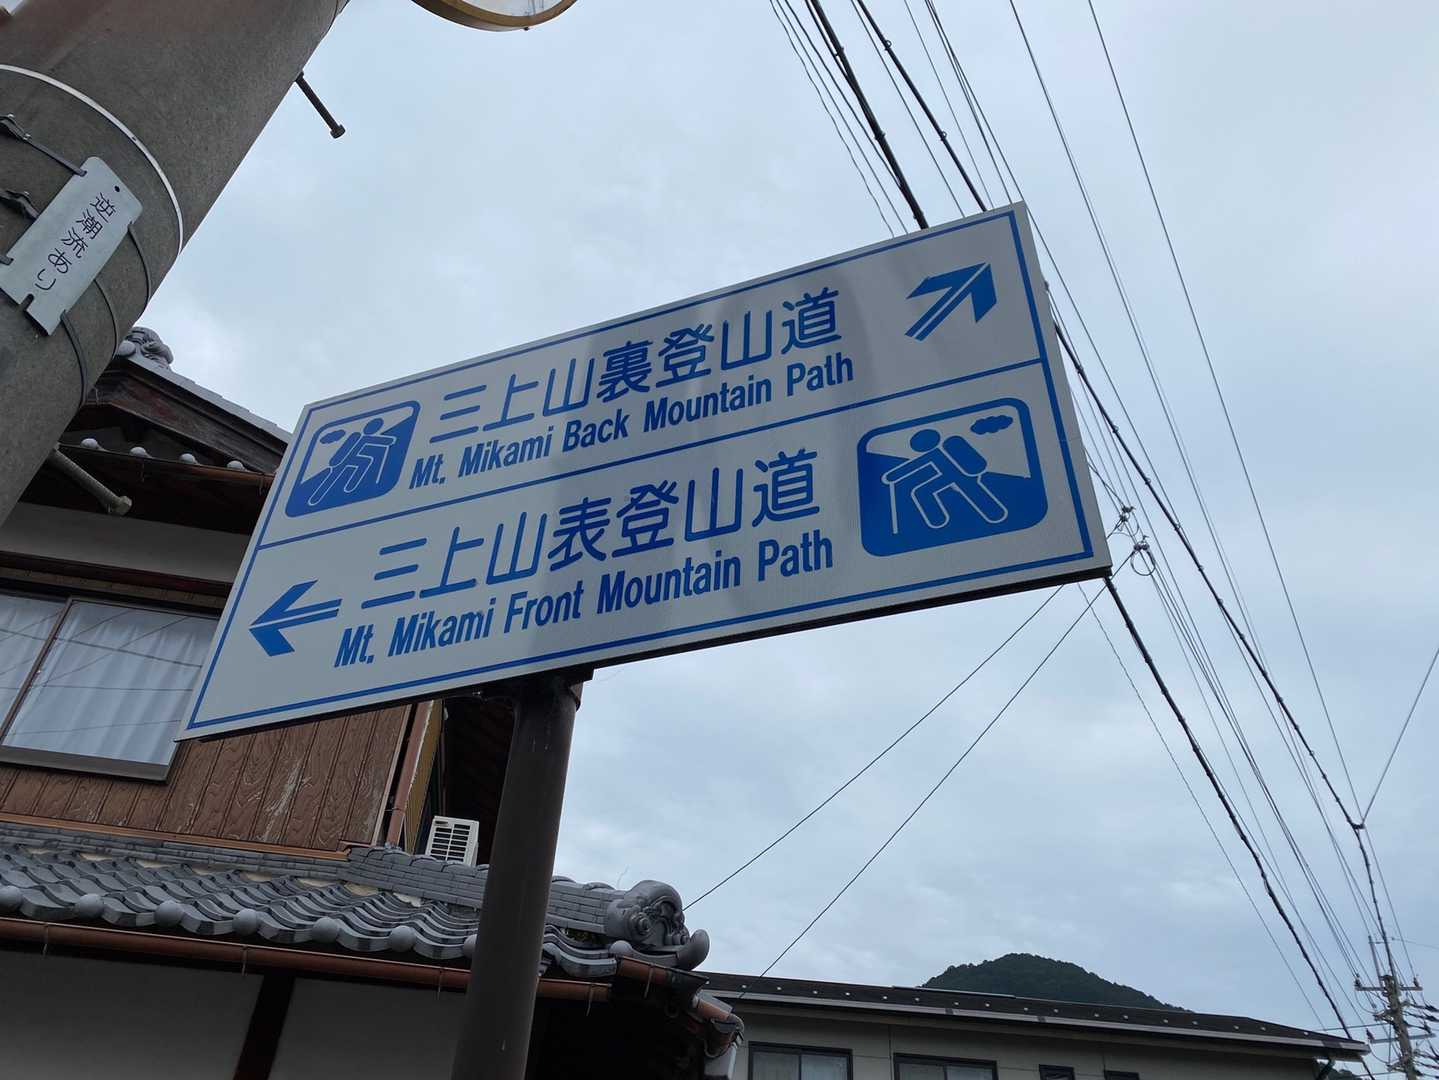 逆潮流あり
三上山裏登山道
Mt. Mikami Back Mountain Path
三上山表登山道
Mt. Mikami Front Mountain Path